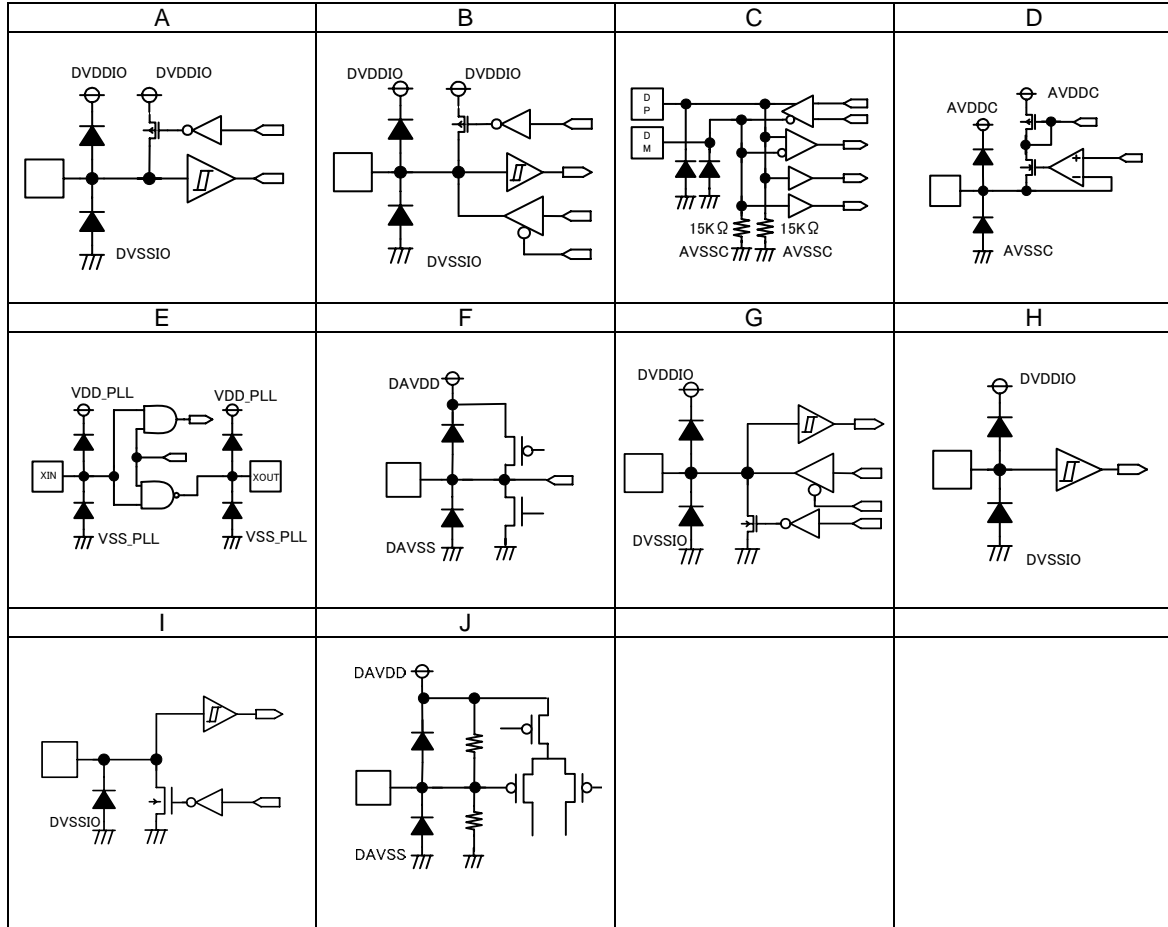 A B C D
DVDDIO DVDDIO
DVSSIO
DVDDIO DVDDIO
DVSSIO
D
P
D
M
15KΩ 15KΩ
AVSSC AVSSC
AVDDC AVDDC
+
−
AVSSC
E F G H
VDD_PLL VDD_PLL
XIN XOUT
VSS_PLL VSS_PLL
DAVDD
DAVSS
DVDDIO
DVSSIO
DVDDIO
DVSSIO
I J
DVSSIO
DAVDD
DAVSS